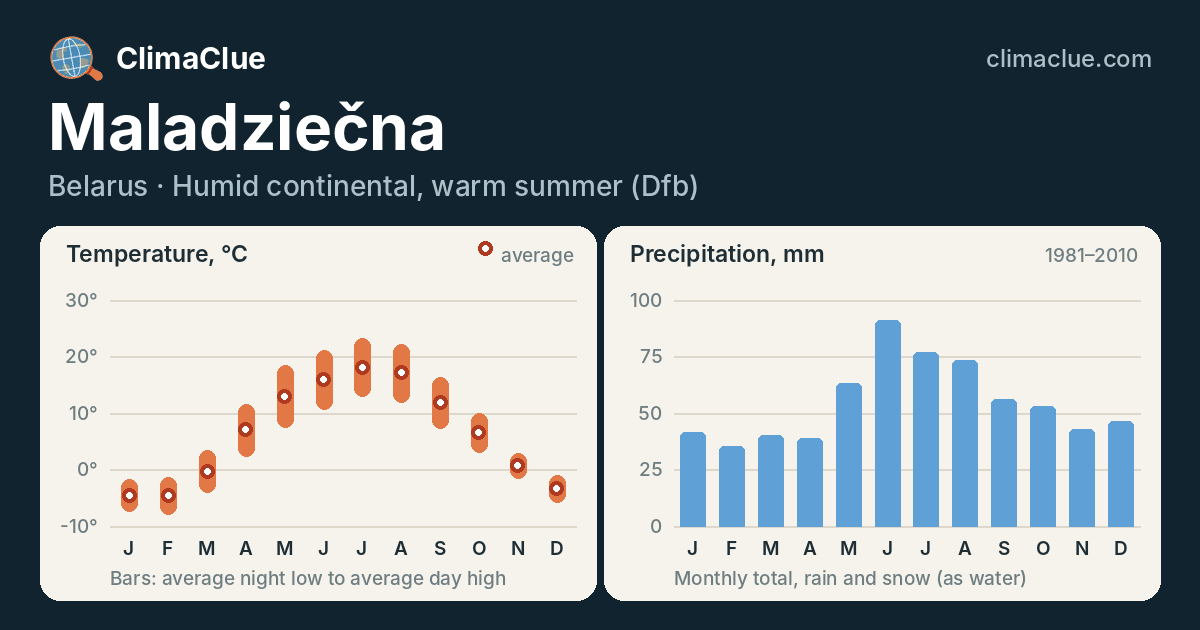 ClimaClue
climaclue.com
Maladziečna
Belarus · Humid continental, warm summer (Dfb)
Temperature, °C
average
30°
20°
10°
0°
-10°
J F M A M J J A S O N D
Bars: average night low to average day high
Precipitation, mm
1981–2010
100
75
50
25
0
J F M A M J J A S O N D
Monthly total, rain and snow (as water)